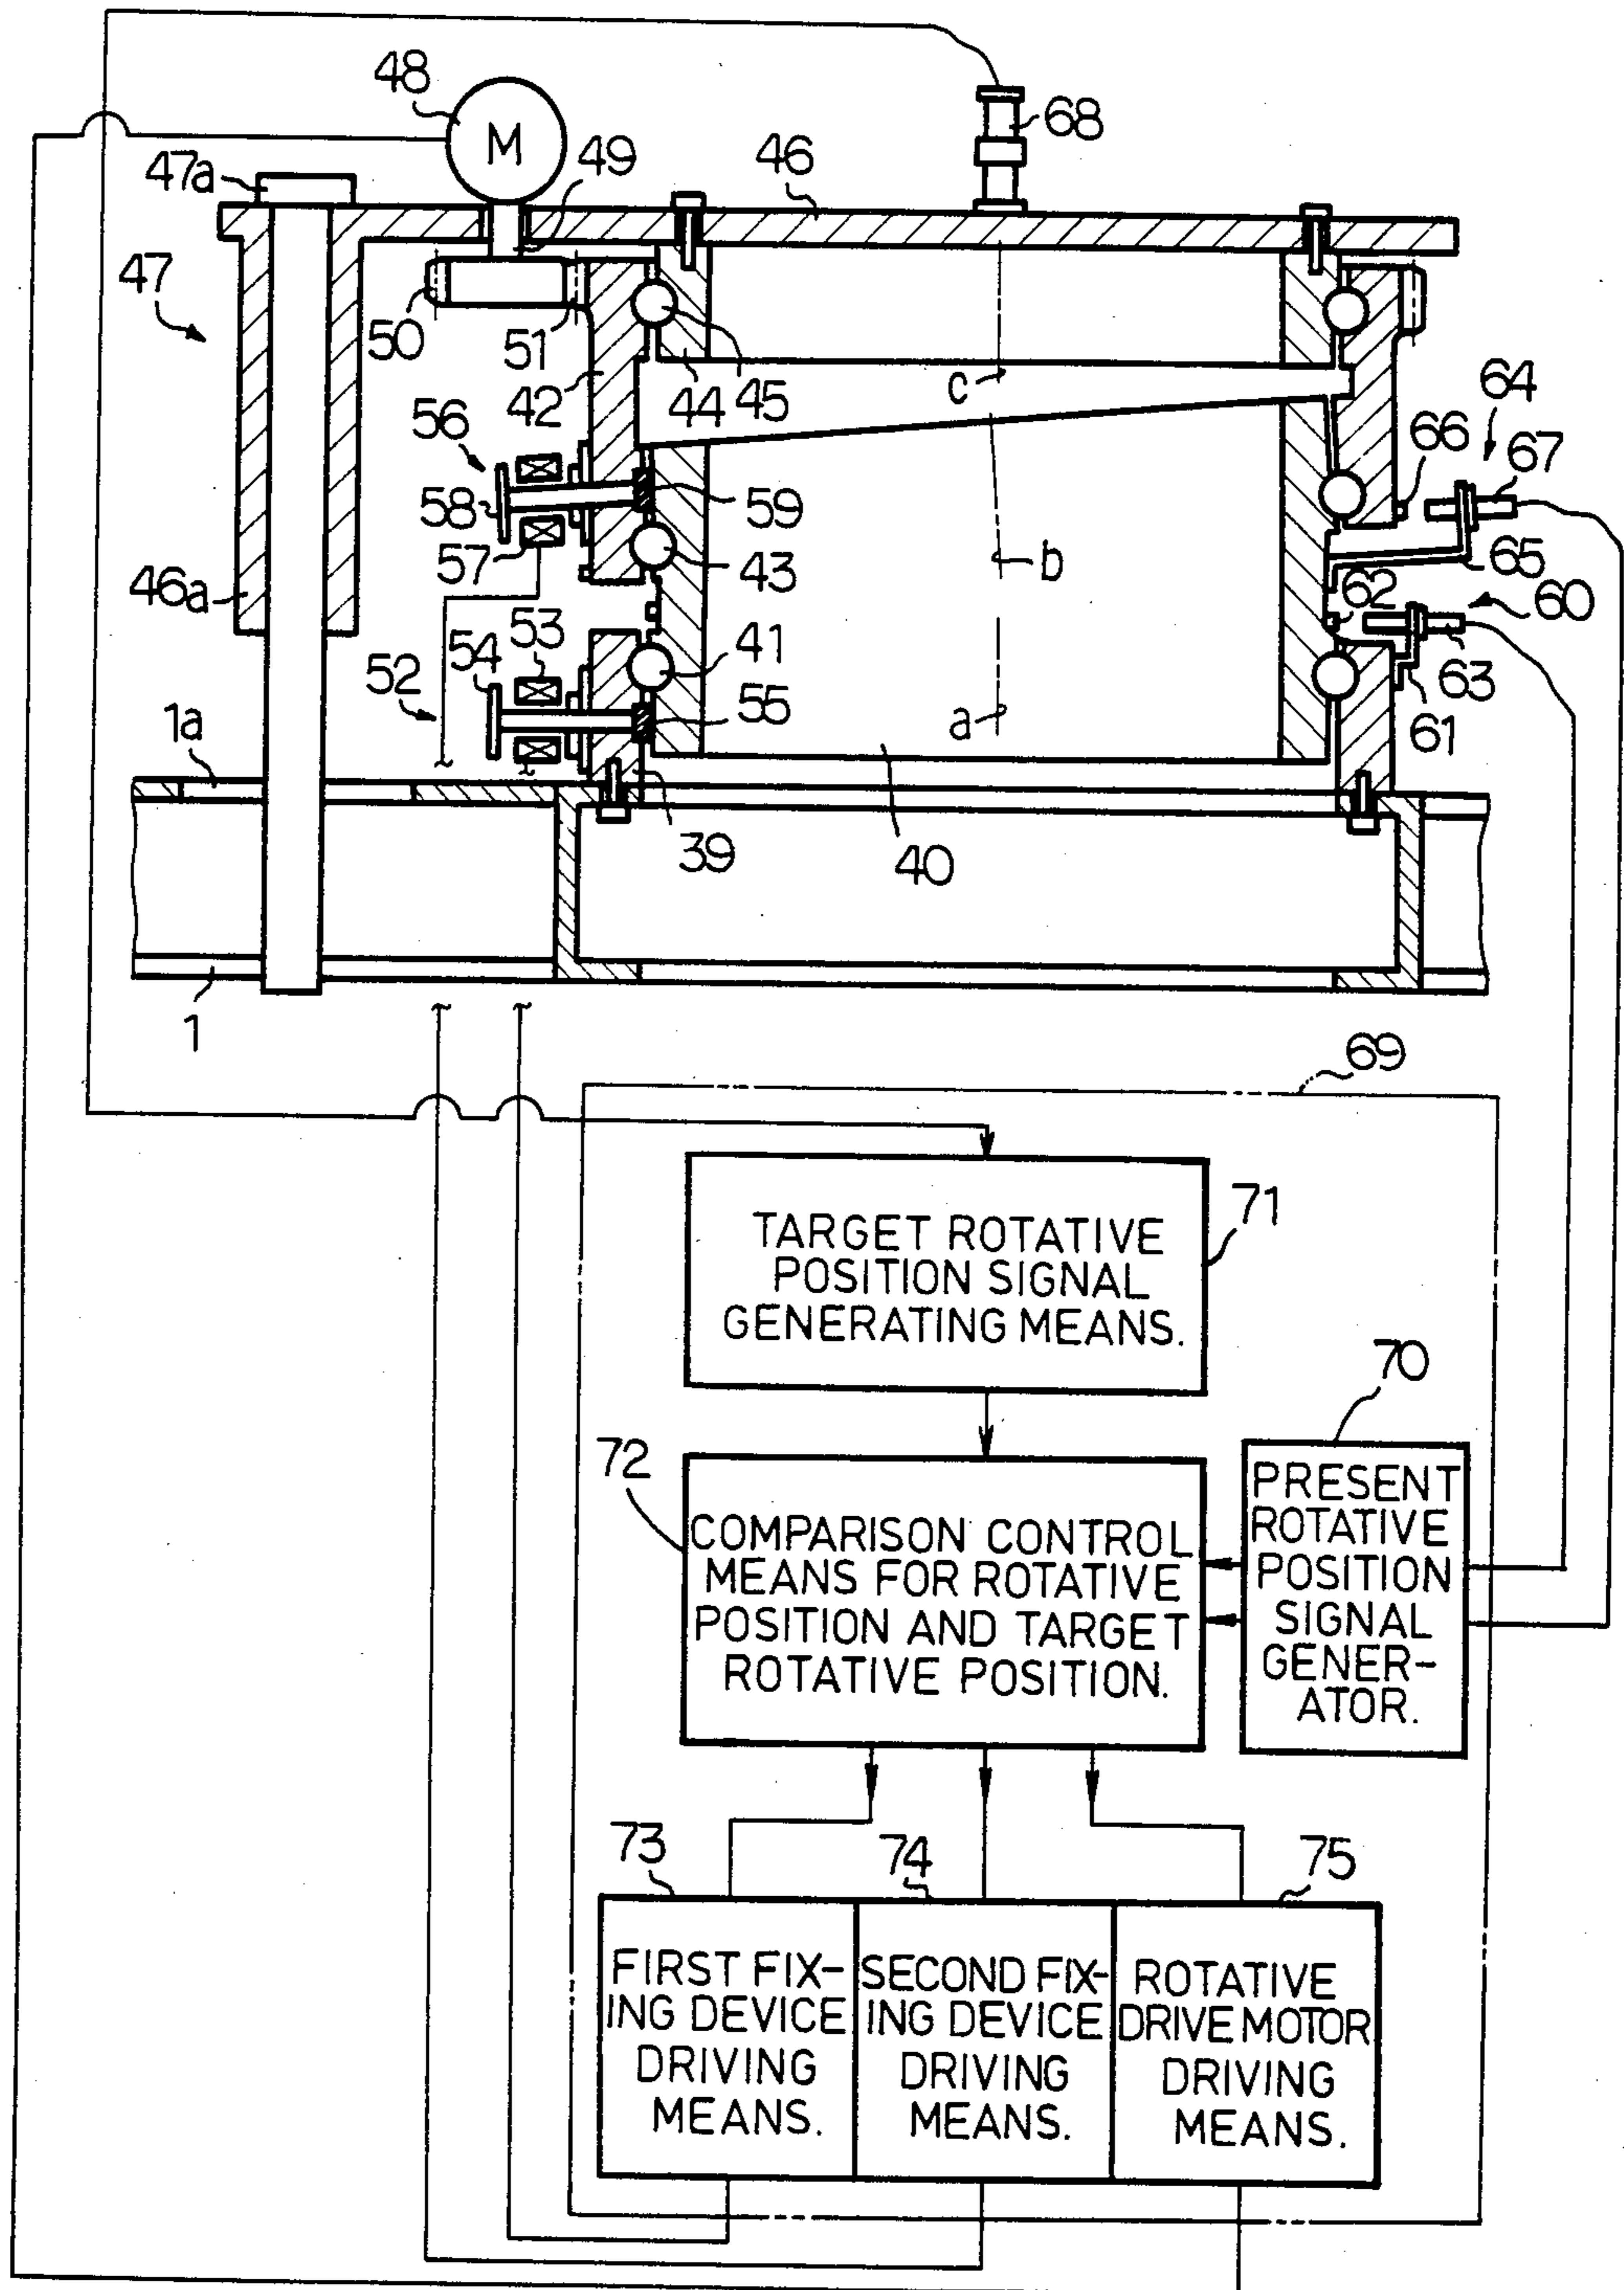 48
M
68
47a
49
46
47
50
51
42
44
45
c
64
56
66
67
58
59
57
43
b
65
46a
62
60
54
53
41
52
55
a
63
61
1a
39
40
1
69
TARGET ROTATIVE
POSITION SIGNAL
GENERATING MEANS.
71
70
72
COMPARISON CONTROL
MEANS FOR ROTATIVE
POSITION AND TARGET
ROTATIVE POSITION.
PRESENT
ROTATIVE
POSITION
SIGNAL
GENER-
ATOR.
73
74
75
FIRST FIX-
ING DEVICE
DRIVING
MEANS.
SECOND FIX-
ING DEVICE
DRIVING
MEANS.
ROTATIVE
DRIVE MOTOR
DRIVING
MEANS.